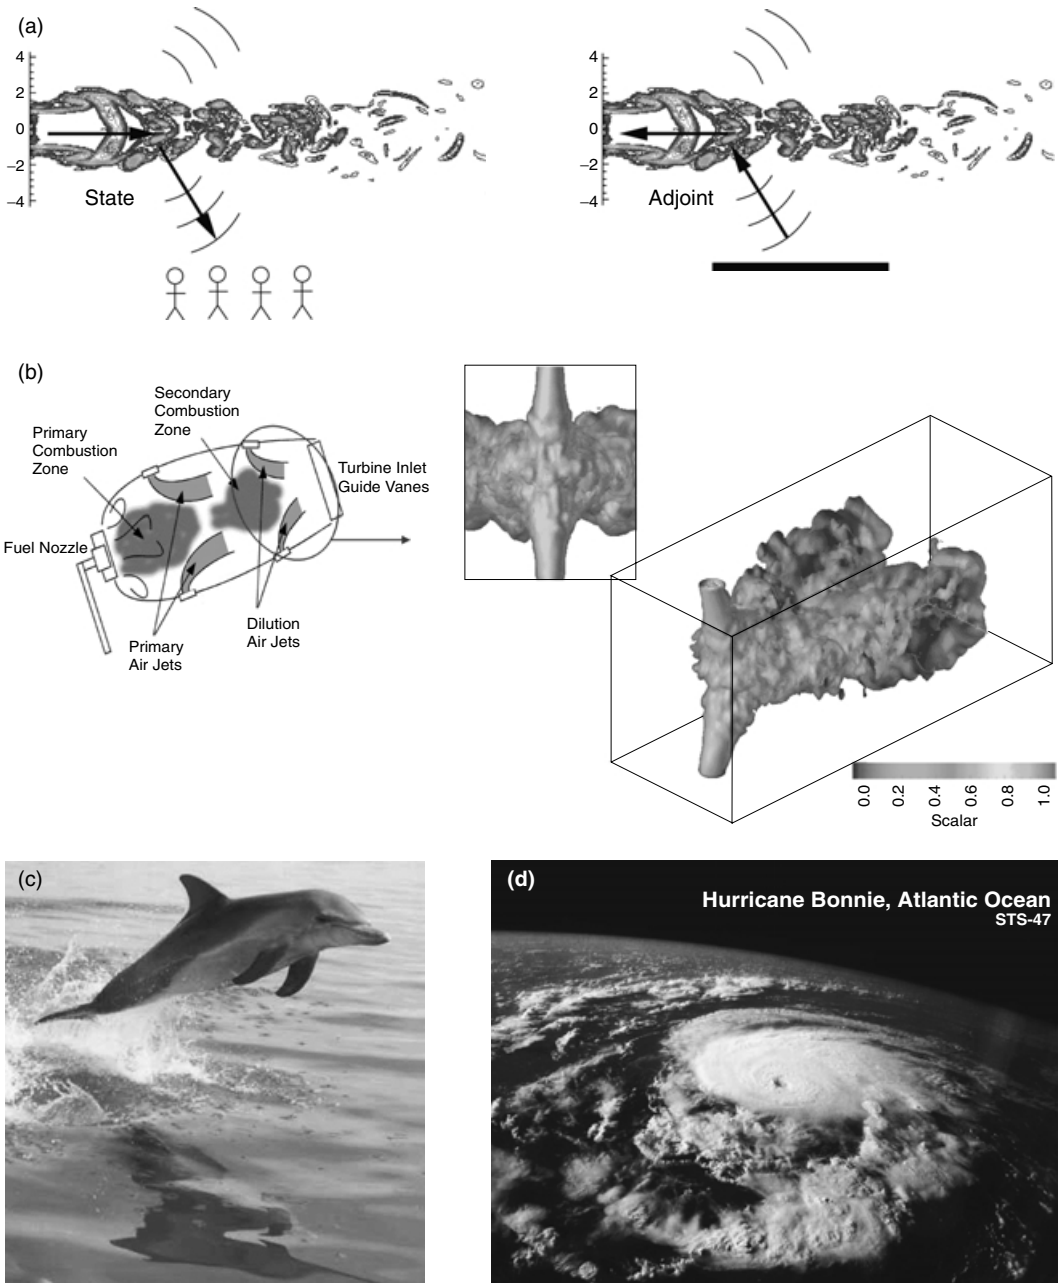 (a)
4
2
0
−2
−4
State
4
2
0
−2
−4
Adjoint
(b)
Secondary
Combustion
Zone
Primary
Combustion
Zone
Turbine Inlet
Guide Vanes
Fuel Nozzle
Dilution
Air Jets
Primary
Air Jets
0.0
0.2
0.4
0.6
0.8
1.0
Scalar
(c)
(d)
Hurricane Bonnie, Atlantic Ocean
STS-47